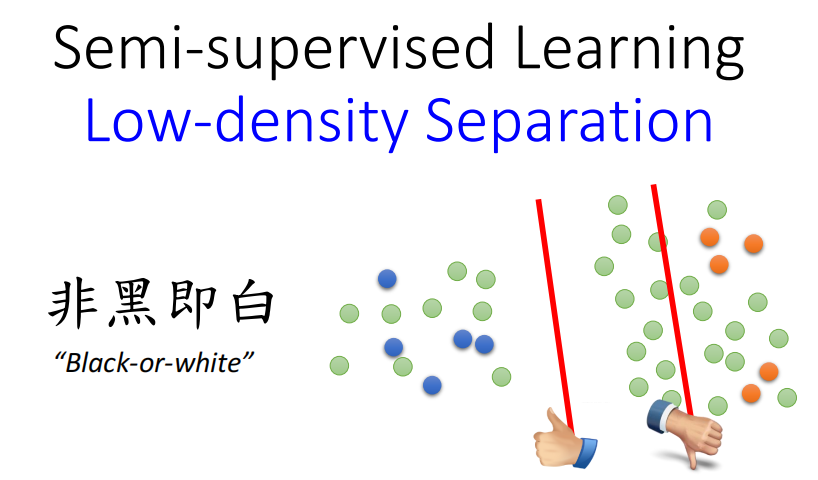 Semi-supervised Learning
Low-density Separation
非黑即白
“Black-or-white”